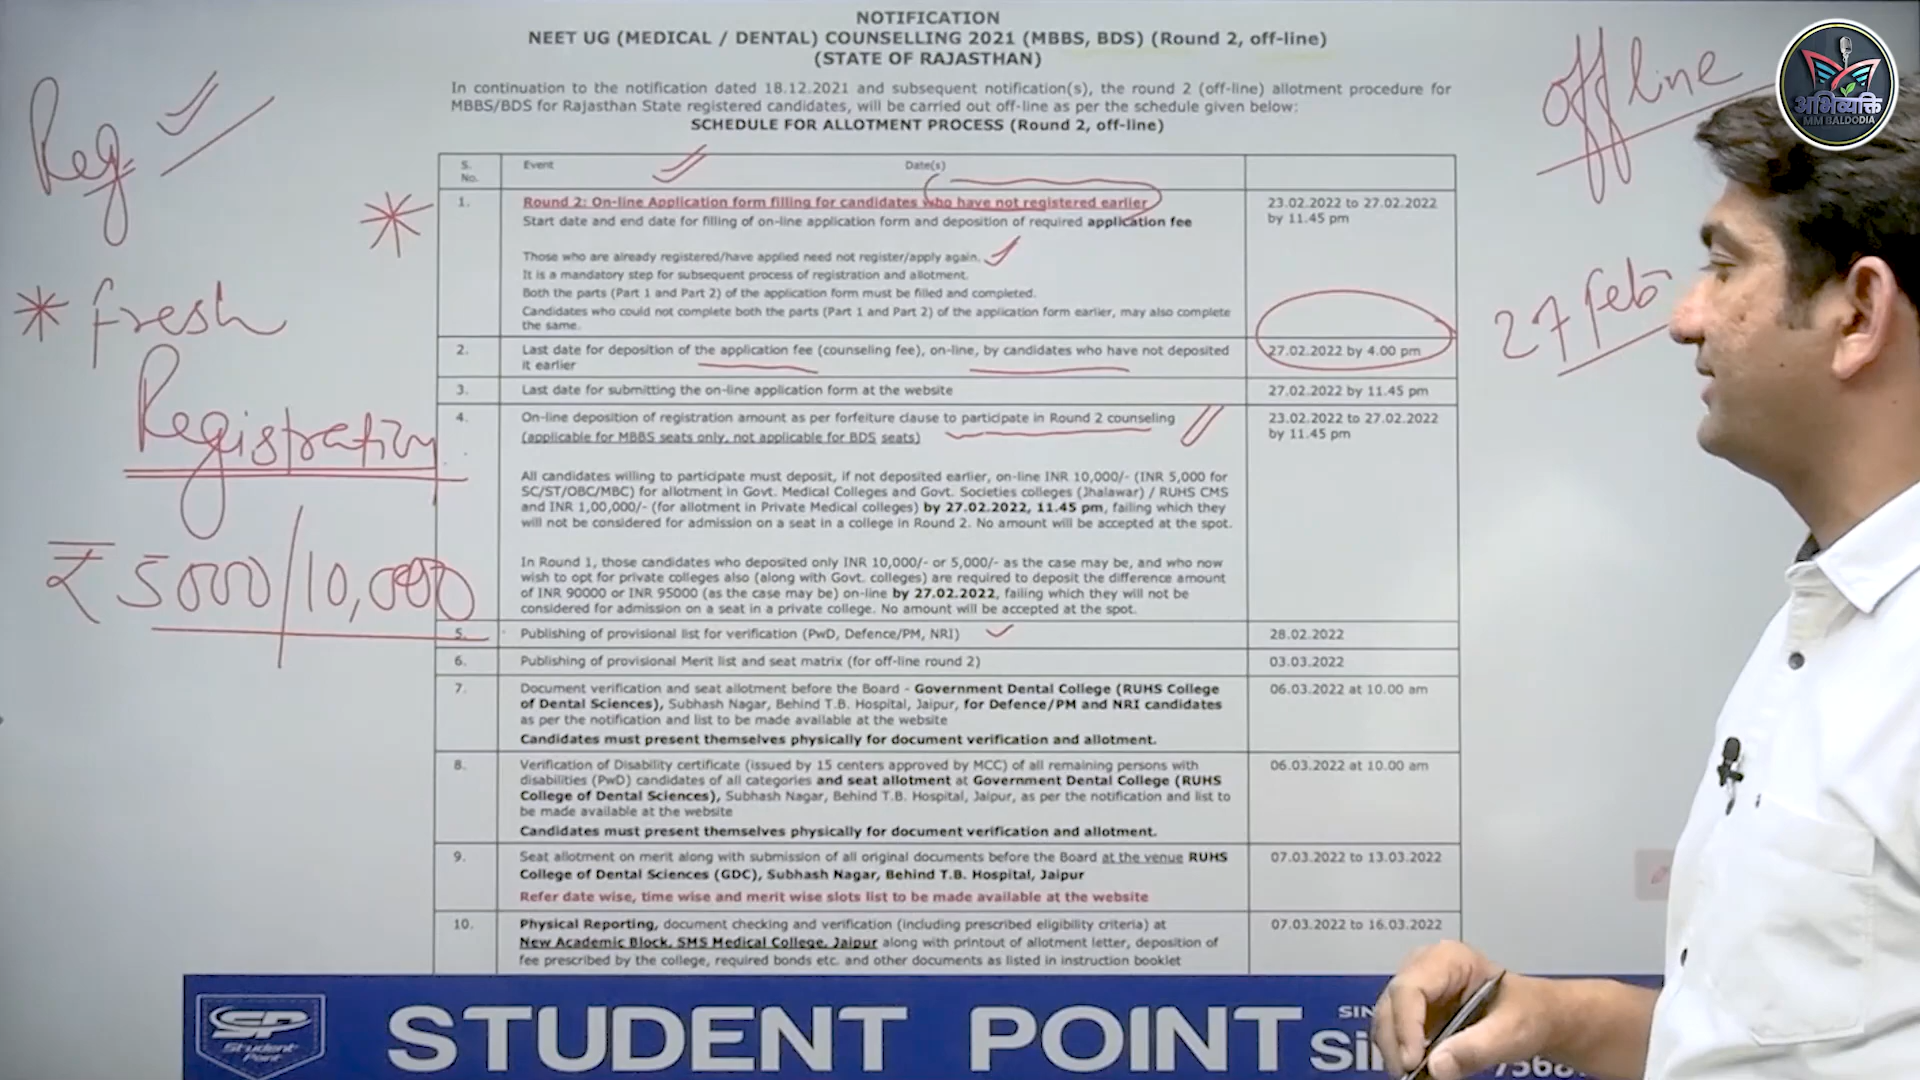 NOTIFICATION
NEET UG (MEDICAL / DENTAL) COUNSELLING 2021 (MBBS, BDS) (Round 2, off-line)
(STATE OF RAJASTHAN)
In continuation to the notification dated 18.12.2021 and subsequent notification(s), the round 2 (off-line) allotment procedure for
MBBS/BDS for Rajasthan State registered candidates, will be carried out off-line as per the schedule given below:
SCHEDULE FOR ALLOTMENT PROCESS (Round 2, off-line)
Reg.
* fresh
Registration
₹ 5000/10,000
offline
27 Feb
अभिव्यक्ति
MM BALDODIA
S. No. Event Date(s)
1. Round 2: On-line Application form filling for candidates who have not registered earlier 23.02.2022 to 27.02.2022
Start date and end date for filling of on-line application form and deposition of required application fee by 11.45 pm
Those who are already registered/have applied need not register/apply again.
It is a mandatory step for subsequent process of registration and allotment.
Both the parts (Part 1 and Part 2) of the application form must be filled and completed.
Candidates who could not complete both the parts (Part 1 and Part 2) of the application form earlier, may also complete
the same.
2. Last date for deposition of the application fee (counseling fee), on-line, by candidates who have not deposited 27.02.2022 by 4.00 pm
it earlier
3. Last date for submitting the on-line application form at the website 27.02.2022 by 11.45 pm
4. On-line deposition of registration amount as per forfeiture clause to participate in Round 2 counseling 23.02.2022 to 27.02.2022
(applicable for MBBS seats only, not applicable for BDS seats) by 11.45 pm
All candidates willing to participate must deposit, if not deposited earlier, on-line INR 10,000/- (INR 5,000 for
SC/ST/OBC/MBC) for allotment in Govt. Medical Colleges and Govt. Societies colleges (Jhalawar) / RUHS CMS
and INR 1,00,000/- (for allotment in Private Medical colleges) by 27.02.2022, 11.45 pm, failing which they
will not be considered for admission on a seat in a college in Round 2. No amount will be accepted at the spot.
In Round 1, those candidates who deposited only INR 10,000/- or 5,000/- as the case may be, and who now
wish to opt for private colleges also (along with Govt. colleges) are required to deposit the difference amount
of INR 90000 or INR 95000 (as the case may be) on-line by 27.02.2022, failing which they will not be
considered for admission on a seat in a private college. No amount will be accepted at the spot.
5. Publishing of provisional list for verification (PwD, Defence/PM, NRI) 28.02.2022
6. Publishing of provisional Merit list and seat matrix (for off-line round 2) 03.03.2022
7. Document verification and seat allotment before the Board - Government Dental College (RUHS College 06.03.2022 at 10.00 am
of Dental Sciences), Subhash Nagar, Behind T.B. Hospital, Jaipur, for Defence/PM and NRI candidates
as per the notification and list to be made available at the website
Candidates must present themselves physically for document verification and allotment.
8. Verification of Disability certificate (issued by 15 centers approved by MCC) of all remaining persons with 06.03.2022 at 10.00 am
disabilities (PwD) candidates of all categories and seat allotment at Government Dental College (RUHS
College of Dental Sciences), Subhash Nagar, Behind T.B. Hospital, Jaipur, as per the notification and list to
be made available at the website
Candidates must present themselves physically for document verification and allotment.
9. Seat allotment on merit along with submission of all original documents before the Board at the venue RUHS 07.03.2022 to 13.03.2022
College of Dental Sciences (GDC), Subhash Nagar, Behind T.B. Hospital, Jaipur
Refer date wise, time wise and merit wise slots list to be made available at the website
10. Physical Reporting, document checking and verification (including prescribed eligibility criteria) at 07.03.2022 to 16.03.2022
New Academic Block, SMS Medical College, Jaipur along with printout of allotment letter, deposition of
fee prescribed by the college, required bonds etc. and other documents as listed in instruction booklet
SP
Student Point
STUDENT POINT